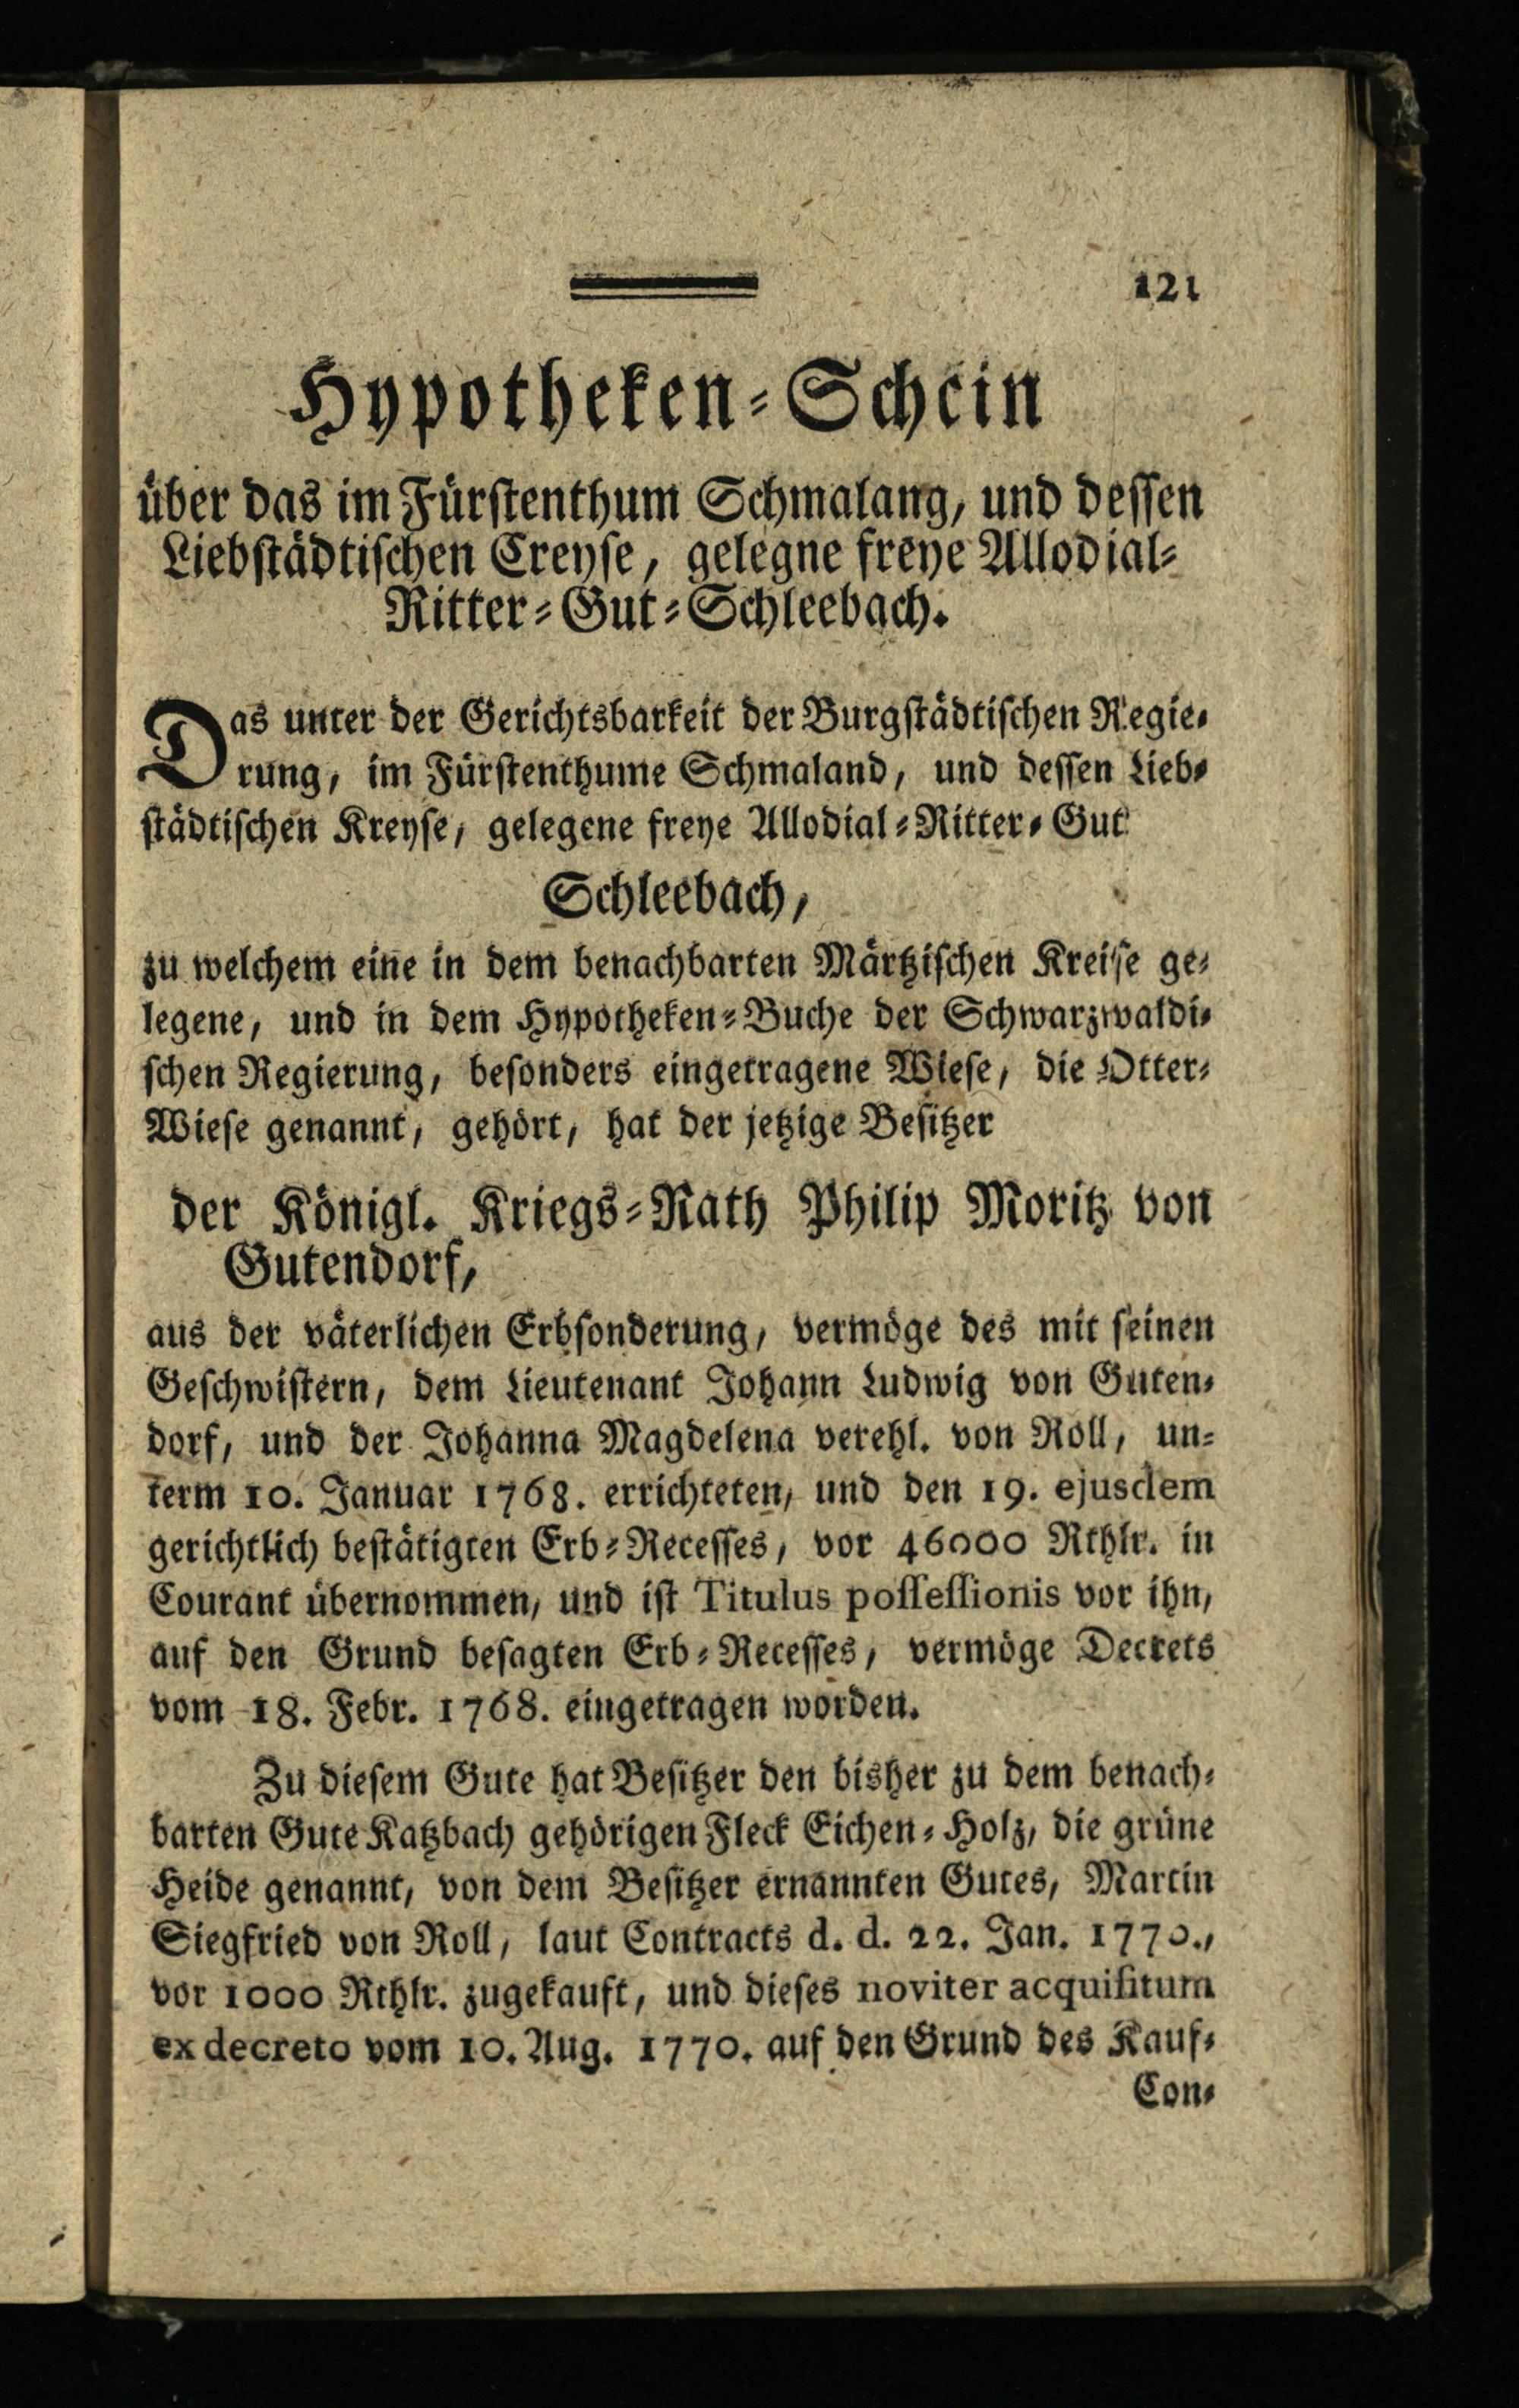 121
Hypotheken-Schein
über das im Fürstenthum Schmalang, und dessen
Liebstädtischen Creyse, gelegne freye Allodial-
Ritter-Gut-Schleebach.
Das unter der Gerichtsbarkeit der Burgstädtischen Regie-
rung, im Fürstenthume Schmaland, und dessen Lieb-
städtischen Kreyse, gelegene freye Allodial-Ritter-Gut
Schleebach,
zu welchem eine in dem benachbarten Märtzischen Kreise ge-
legene, und in dem Hypotheken-Buche der Schwarzwaldi-
schen Regierung, besonders eingetragene Wiese, die Otter-
Wiese genannt, gehört, hat der jetzige Besitzer
der Königl. Kriegs-Rath Philip Moritz von
Gutendorf,
aus der väterlichen Erbsonderung, vermöge des mit seinen
Geschwistern, dem Lieutenant Johann Ludwig von Guten-
dorf, und der Johanna Magdelena verehl. von Roll, un-
term 10. Januar 1768. errichteten, und den 19. ejusdem
gerichtlich bestätigten Erb-Recesses, vor 46000 Rthlr. in
Courant übernommen, und ist Titulus possessionis vor ihn,
auf den Grund besagten Erb-Recesses, vermöge Decrets
vom 18. Febr. 1768. eingetragen worden.
Zu diesem Gute hat Besitzer den bisher zu dem benach-
barten Gute Katzbach gehörigen Fleck Eichen-Holz, die grüne
Heide genannt, von dem Besitzer ernannten Gutes, Martin
Siegfried von Roll, laut Contracts d. d. 22. Jan. 1770.,
vor 1000 Rthlr. zugekauft, und dieses noviter acquisitum
ex decreto vom 10. Aug. 1770. auf den Grund des Kauf-
Con-